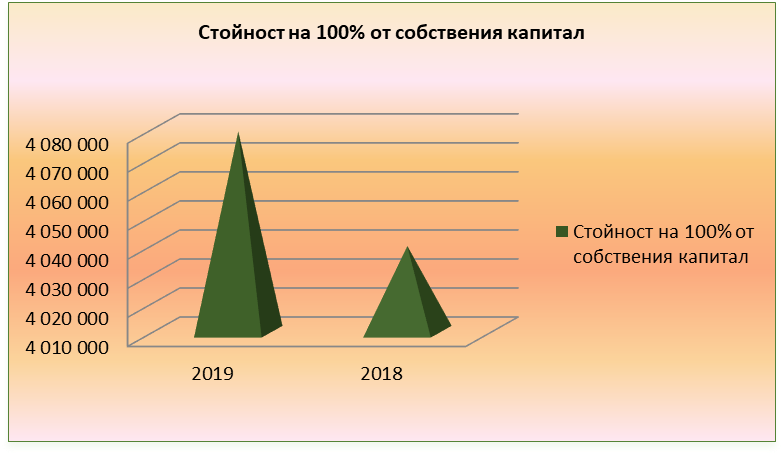 Стойност на 100% от собствения капитал
4 080 000
4 070 000
4 060 000
4 050 000
4 040 000
4 030 000
4 020 000
4 010 000
2019
2018
Стойност на 100% от
собствения капитал